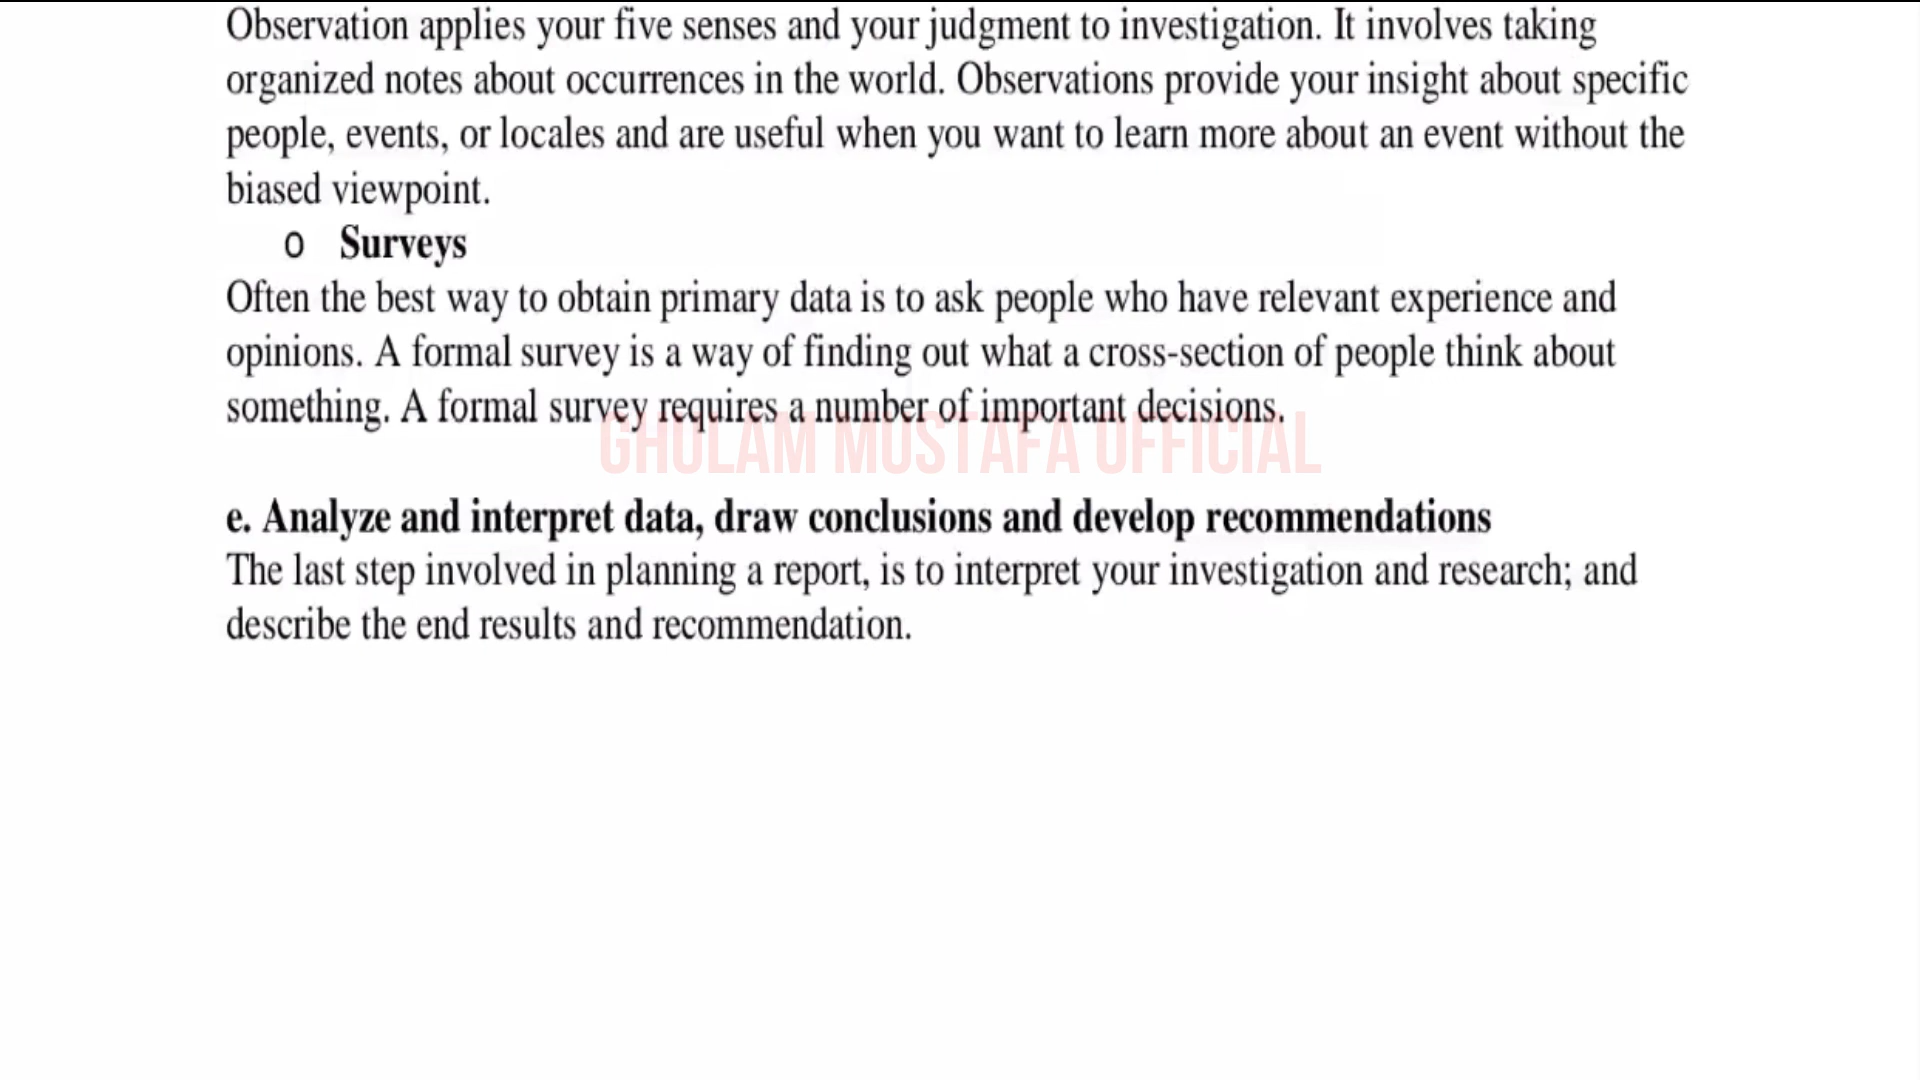 Observation applies your five senses and your judgment to investigation. It involves taking
organized notes about occurrences in the world. Observations provide your insight about specific
people, events, or locales and are useful when you want to learn more about an event without the
biased viewpoint.
o Surveys
Often the best way to obtain primary data is to ask people who have relevant experience and
opinions. A formal survey is a way of finding out what a cross-section of people think about
something. A formal survey requires a number of important decisions.
GHULAM MUSTAFA OFFICIAL
e. Analyze and interpret data, draw conclusions and develop recommendations
The last step involved in planning a report, is to interpret your investigation and research; and
describe the end results and recommendation.